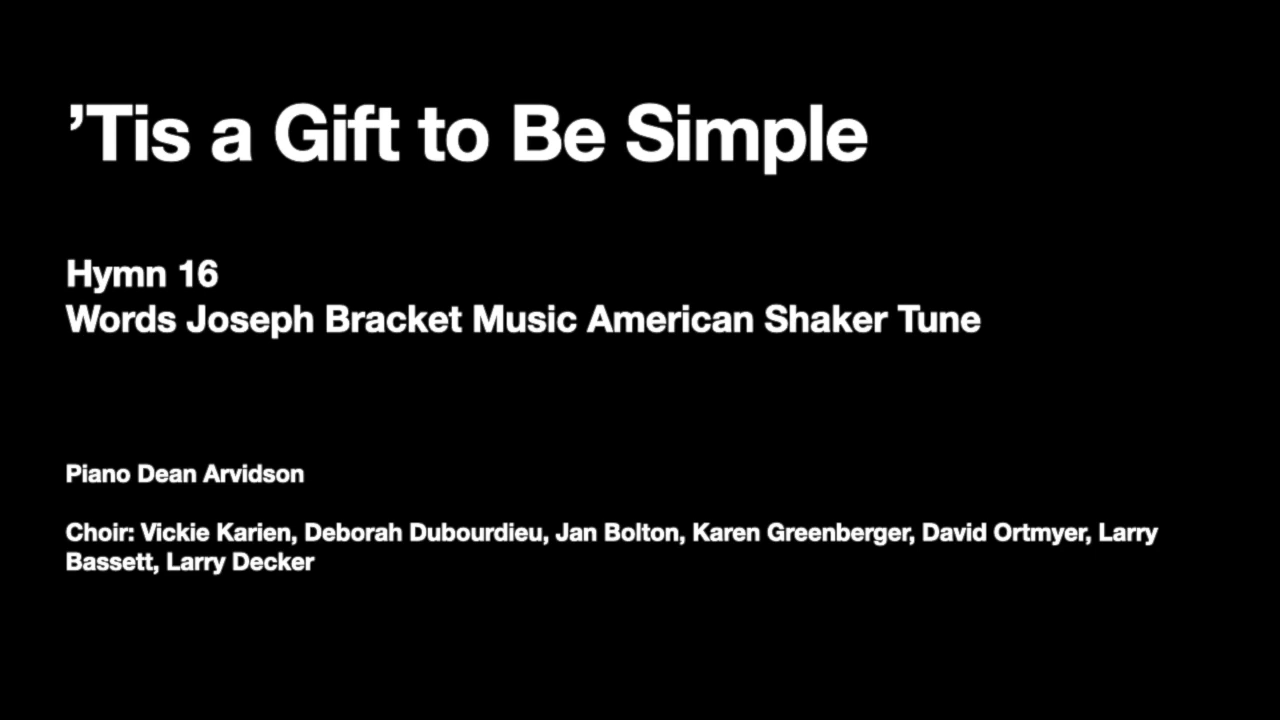 ’Tis a Gift to Be Simple
Hymn 16
Words Joseph Bracket Music American Shaker Tune
Piano Dean Arvidson
Choir: Vickie Karien, Deborah Dubourdieu, Jan Bolton, Karen Greenberger, David Ortmyer, Larry
Bassett, Larry Decker